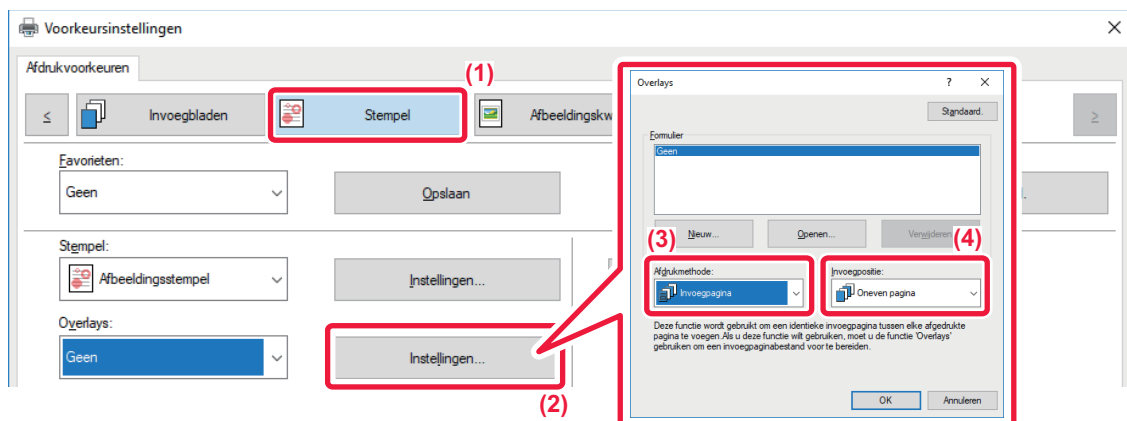 Voorkeursinstellingen
Afdrukvoorkeuren
(1)
<
Invoegbladen
Stempel
Afbeeldingskw
>
Favorieten:
Geen
Opslaan
Stempel:
Afbeeldingsstempel
Instellingen...
Overlays:
Geen
Instellingen...
(2)
Overlays
?
Standaard.
Formulier
Geen
Nieuw...
Openen...
Verwijderen
(3)
(4)
Afdrukmethode:
Invoegpagina
Invoegpositie:
Oneven pagina
Deze functie wordt gebruikt om een identieke invoegpagina tussen elke afgedrukte
pagina te voegen.Als u deze functie wilt gebruiken, moet u de functie 'Overlays'
gebruiken om een invoegpaginabestand voor te bereiden.
OK
Annuleren